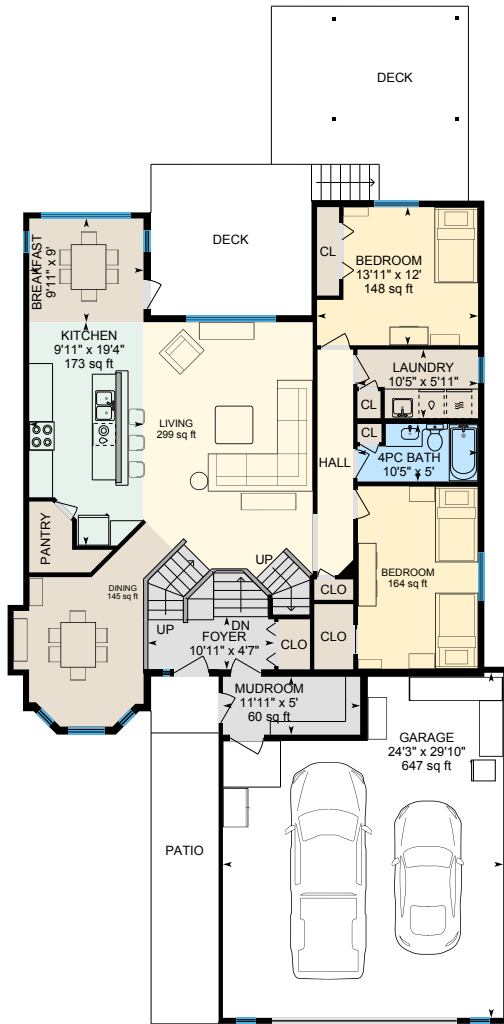 DECK
DECK
CL
BEDROOM
13'11" x 12'
148 sq ft
BREAKFAST
9'11" x 9'
KITCHEN
9'11" x 19'4"
173 sq ft
LAUNDRY
10'5" x 5'11"
CL
LIVING
299 sq ft
HALL
CL
4PC BATH
10'5" x 5'
PANTRY
BEDROOM
164 sq ft
UP
CLO
DINING
145 sq ft
UP
DN
FOYER
10'11" x 4'7"
CLO
CLO
MUDROOM
11'11" x 5'
60 sq ft
GARAGE
24'3" x 29'10"
647 sq ft
PATIO